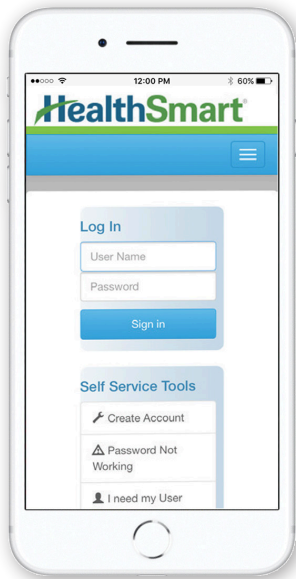 12:00 PM
60%
HealthSmart
Log In
User Name
Password
Sign in
Self Service Tools
Create Account
Password Not
Working
I need my User